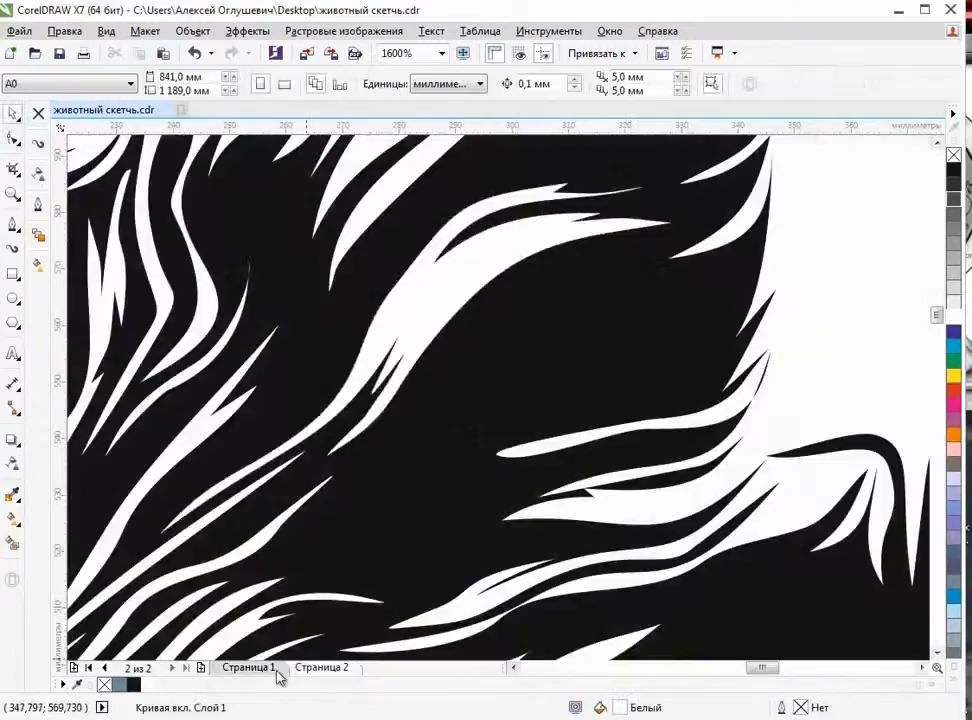 CorelDRAW X7 (64 бит) - C:\Users\Алексей Оглушевич\Desktop\животный скетчь.cdr
Файл Правка Вид Макет Объект Эффекты Растровые изображения Текст Таблица Инструменты Окно Справка
1600% Привязать к
A0 841,0 мм 1 189,0 мм Единицы: миллиме... 0,1 мм 5,0 мм 5,0 мм
животный скетчь.cdr
230 240 250 260 270 280 290 300 310 320 330 340 350 360 миллиметры
2 из 2 Страница 1 Страница 2
( 347,797; 569,730 ) Кривая вкл. Слой 1 Белый Нет